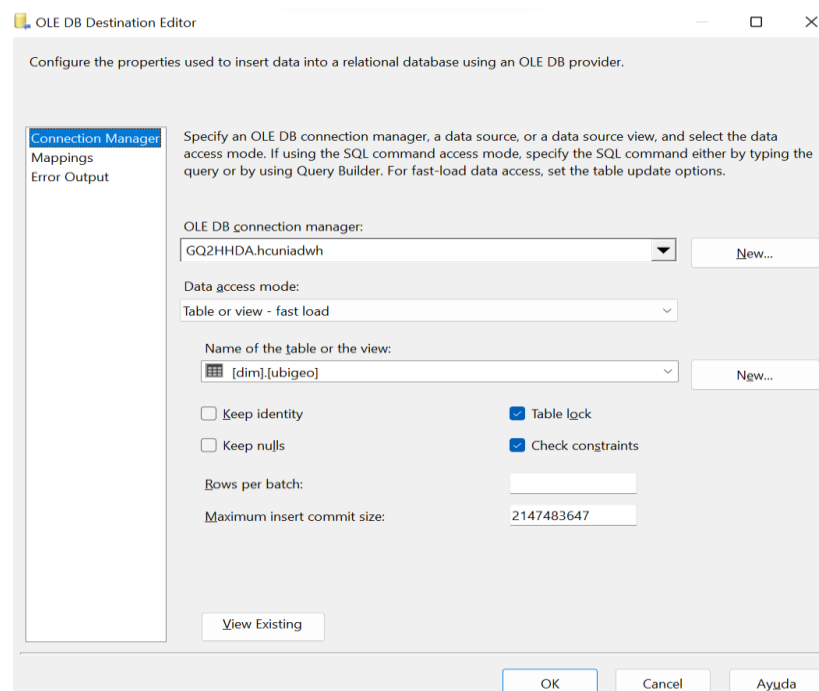 OLE DB Destination Editor
Configure the properties used to insert data into a relational database using an OLE DB provider.
Connection Manager
Mappings
Error Output
Specify an OLE DB connection manager, a data source, or a data source view, and select the data
access mode. If using the SQL command access mode, specify the SQL command either by typing the
query or by using Query Builder. For fast-load data access, set the table update options.
OLE DB connection manager:
GQ2HHDA.hcuniadwh
New...
Data access mode:
Table or view - fast load
Name of the table or the view:
[dim].[ubigeo]
New...
Keep identity
Table lock
Keep nulls
Check constraints
Rows per batch:
Maximum insert commit size:
2147483647
View Existing
OK
Cancel
Ayuda